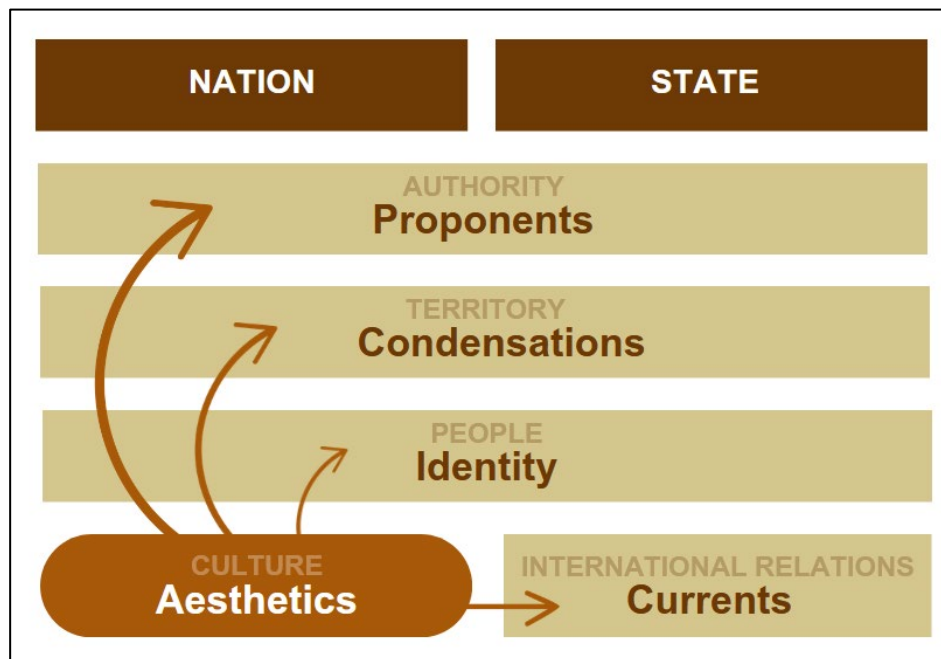 NATION
STATE
AUTHORITY
Proponents
TERRITORY
Condensations
PEOPLE
Identity
CULTURE
Aesthetics
INTERNATIONAL RELATIONS
Currents